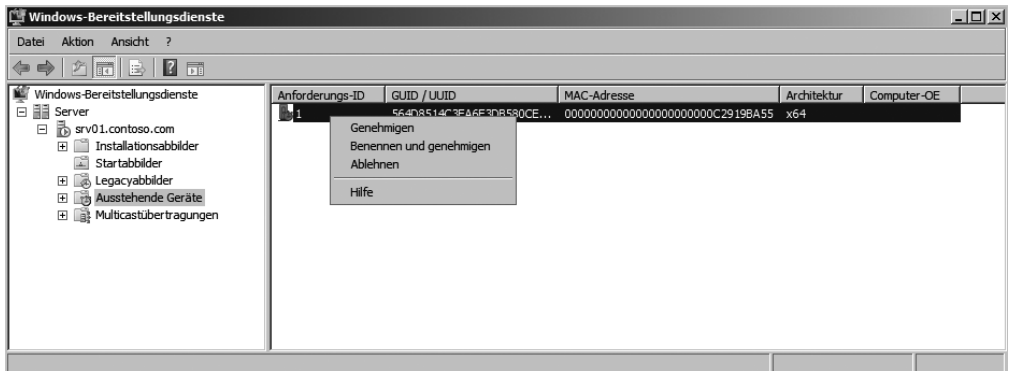 Windows-Bereitstellungsdienste
Datei Aktion Ansicht ?
Windows-Bereitstellungsdienste
Server
srv01.contoso.com
Installationsabbilder
Startabbilder
Legacyabbilder
Ausstehende Geräte
Multicastübertragungen
Anforderungs-ID GUID / UUID MAC-Adresse Architektur Computer-OE
1 564D8514C3EA6E3DB580CE... 00000000000000000000000C2919BA55 x64
Genehmigen
Benennen und genehmigen
Ablehnen
Hilfe